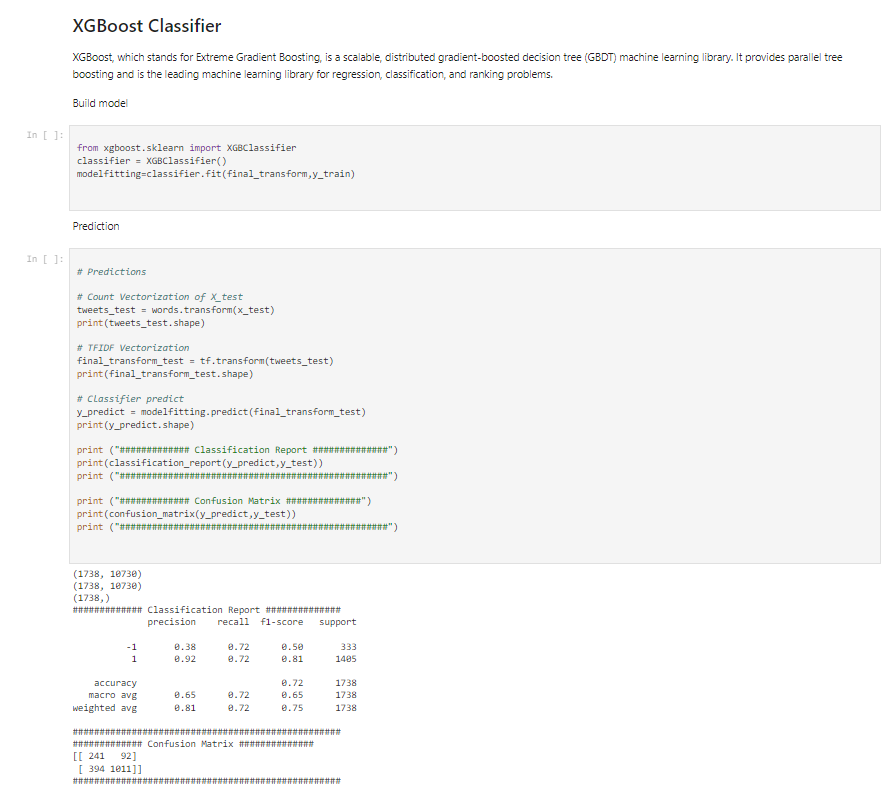 XGBoost Classifier
XGBoost, which stands for Extreme Gradient Boosting, is a scalable, distributed gradient-boosted decision tree (GBDT) machine learning library. It provides parallel tree
boosting and is the leading machine learning library for regression, classification, and ranking problems.
Build model
In [ ]:
from xgboost.sklearn import XGBClassifier
classifier = XGBClassifier()
modelfitting=classifier.fit(final_transform,y_train)
Prediction
In [ ]:
# Predictions
# Count Vectorization of X_test
tweets_test = words.transform(x_test)
print(tweets_test.shape)
# TFIDF Vectorization
final_transform_test = tf.transform(tweets_test)
print(final_transform_test.shape)
# Classifier predict
y_predict = modelfitting.predict(final_transform_test)
print(y_predict.shape)
print ("############# Classification Report ##############")
print(classification_report(y_predict,y_test))
print ("##################################################")
print ("############# Confusion Matrix ##############")
print(confusion_matrix(y_predict,y_test))
print ("##################################################")
(1738, 10730)
(1738, 10730)
(1738,)
############# Classification Report ##############
precision recall f1-score support
-1 0.38 0.72 0.50 333
1 0.92 0.72 0.81 1405
accuracy 0.72 1738
macro avg 0.65 0.72 0.65 1738
weighted avg 0.81 0.72 0.75 1738
##################################################
############# Confusion Matrix ##############
[[ 241 92]
[ 394 1011]]
##################################################